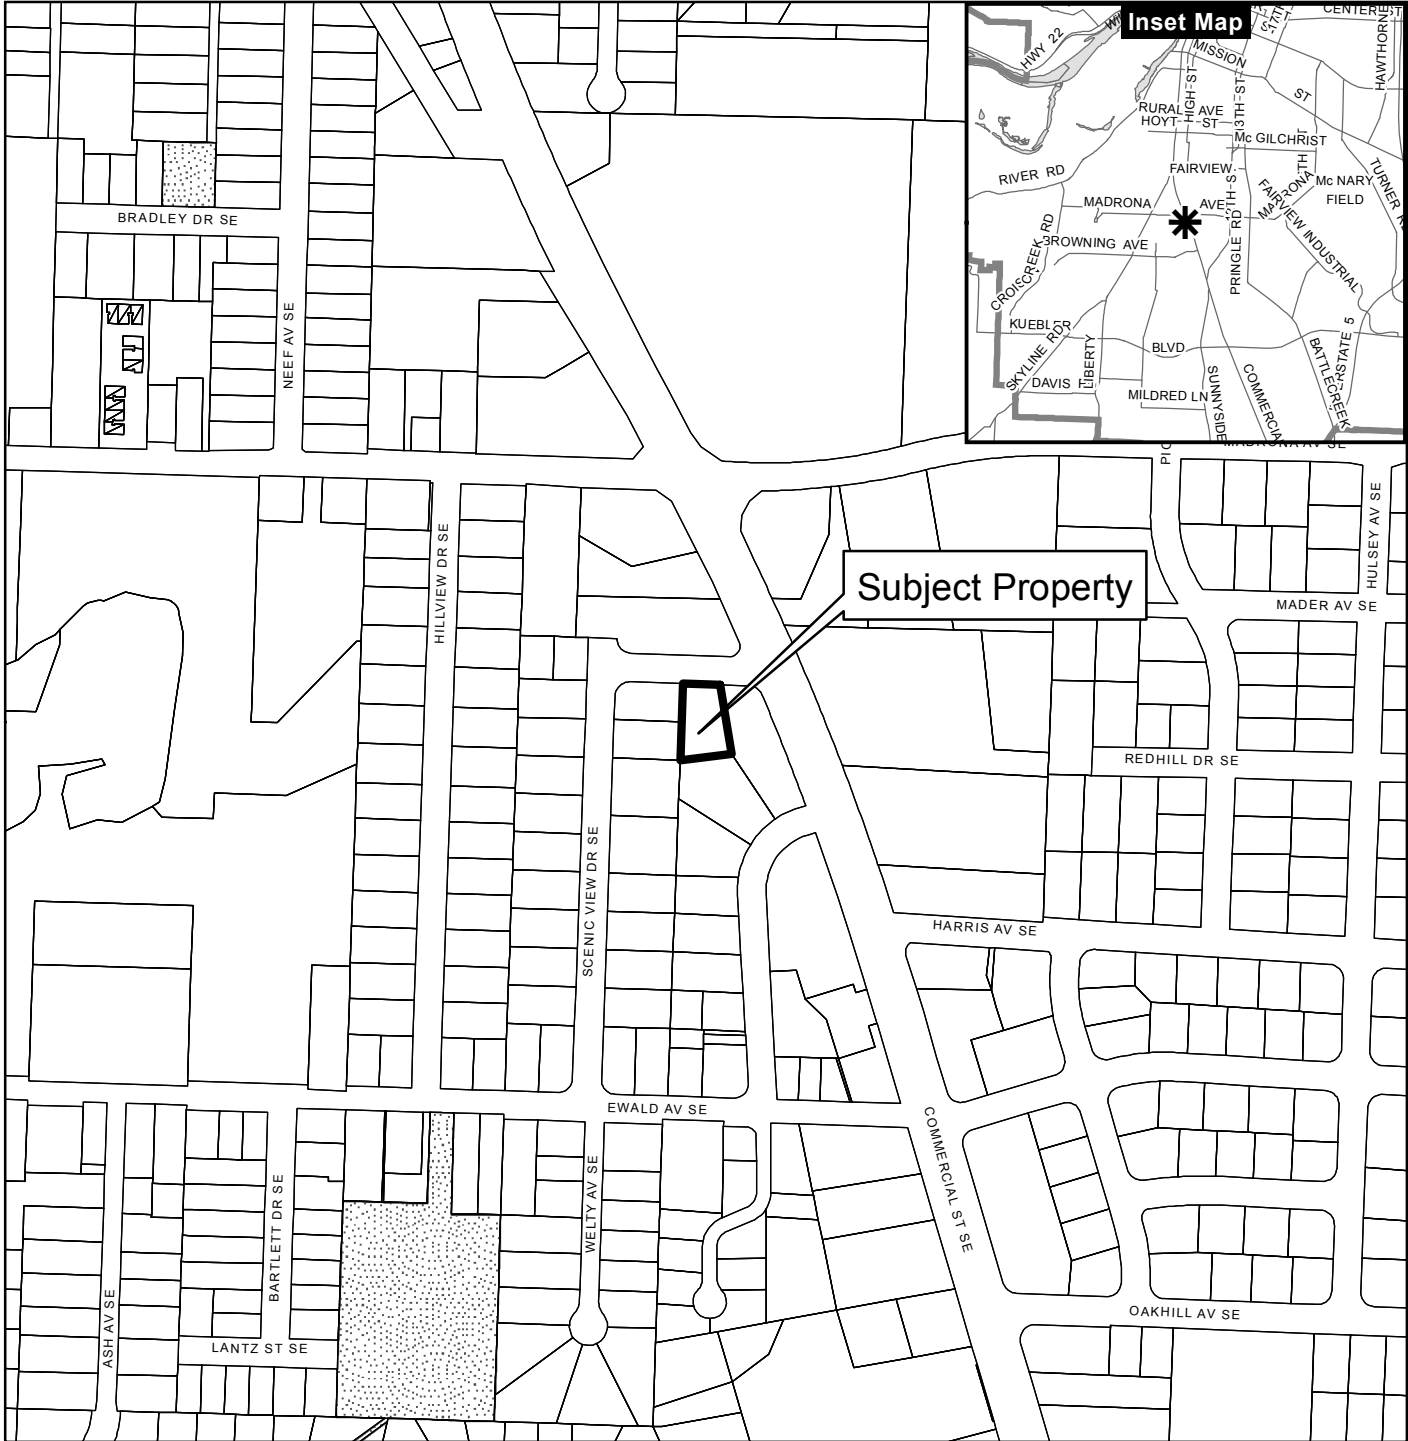 Inset Map
HWY 22
CENTER ST
HAWTHORNE
MISSION
ST
HIGH ST
13TH ST
RURAL AVE
HOYT ST
Mc GILCHRIST
RIVER RD
FAIRVIEW
MADRONA AVE
MADRONA
Mc NARY
FIELD
TURNER
FAIRVIEW INDUSTRIAL
PRINGLE RD
BROWNING AVE
KUEBLER
BLVD
SKYLINE RD
DAVIS
LIBERTY
MILDRED LN
SUNNYSIDE
COMMERCIAL
BATTLECREEK
BRADLEY DR SE
NEEF AV SE
MADRONA AV SE
HULSEY AV SE
HILLVIEW DR SE
Subject Property
MADER AV SE
REDHILL DR SE
SCENIC VIEW DR SE
HARRIS AV SE
EWALD AV SE
COMMERCIAL ST SE
WELTY AV SE
BARTLETT DR SE
ASH AV SE
LANTZ ST SE
OAKHILL AV SE